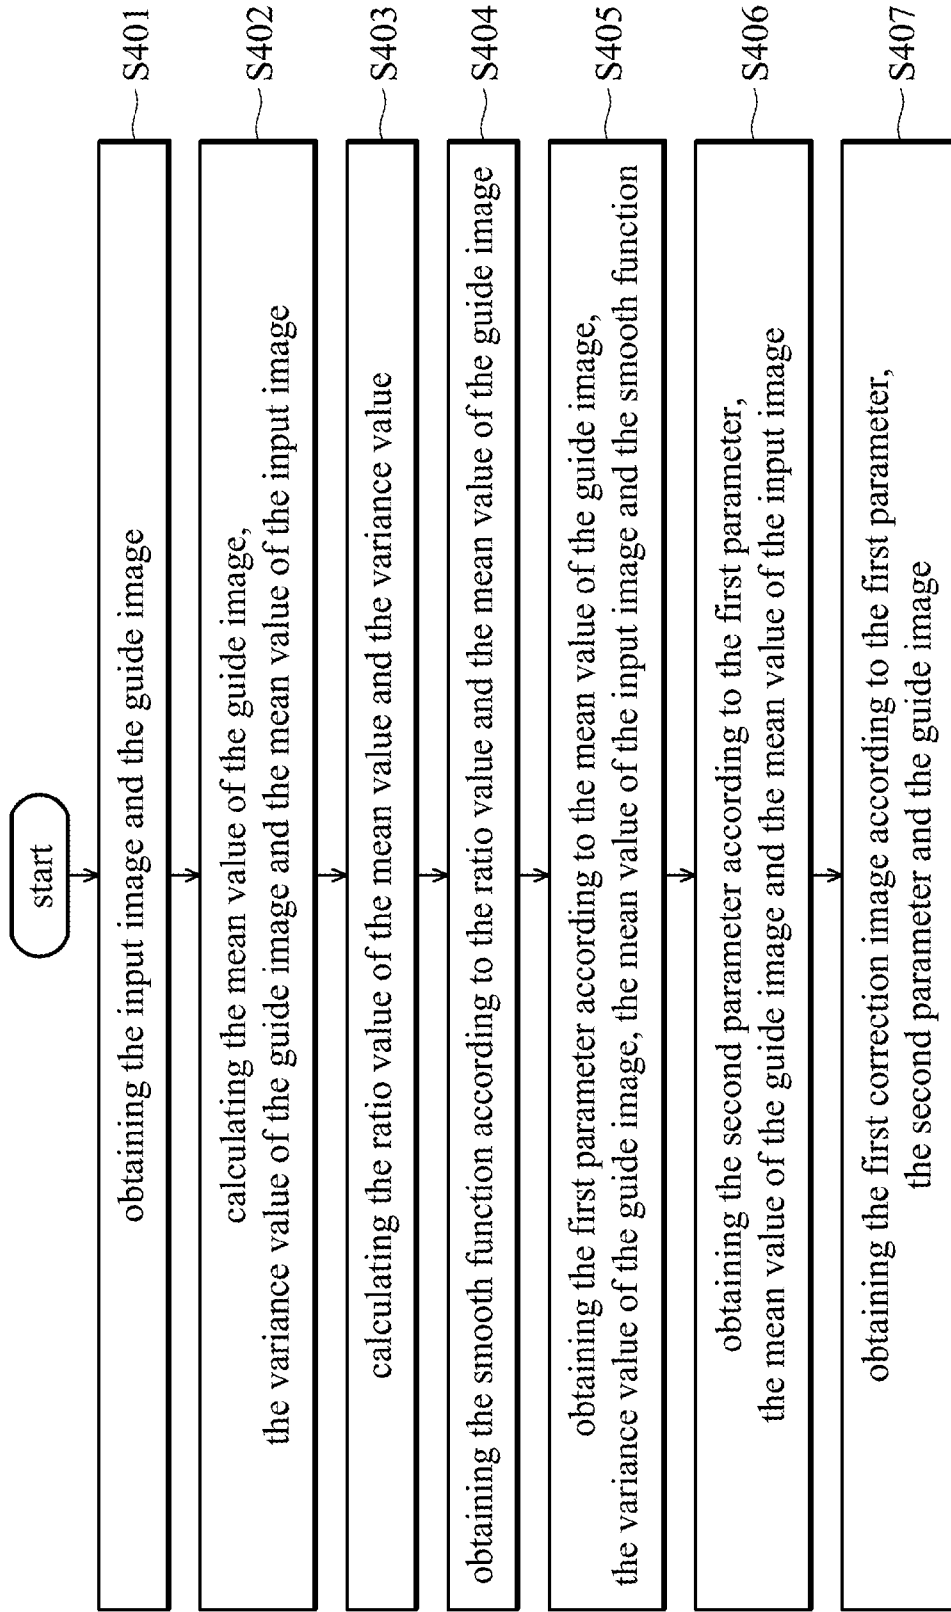 start
obtaining the input image and the guide image
S401
calculating the mean value of the guide image,
the variance value of the guide image and the mean value of the input image
S402
calculating the ratio value of the mean value and the variance value
S403
obtaining the smooth function according to the ratio value and the mean value of the guide image
S404
obtaining the first parameter according to the mean value of the guide image,
the variance value of the guide image, the mean value of the input image and the smooth function
S405
obtaining the second parameter according to the first parameter,
the mean value of the guide image and the mean value of the input image
S406
obtaining the first correction image according to the first parameter,
the second parameter and the guide image
S407